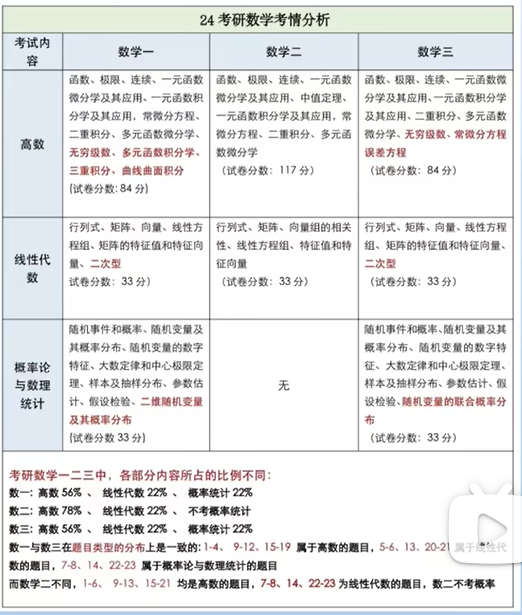 24 考研数学考情分析
考试内
容
数学一
数学二
数学三
高数
函数、极限、连续、一元函数
微分学及其应用、一元函数积
分学及其应用，常微分方程、
二重积分、多元函数微分学、
无穷级数、多元函数积分学、
三重积分、曲线曲面积分
(试卷分数: 84 分)
函数、极限、连续、一元函数
微分学及其应用、中值定理、
一元函数积分学及其应用，常
微分方程、二重积分、多元函
数微分学
（试卷分数：117 分）
函数、极限、连续、一元函数微
分学及其应用、一元函数积分学
及其应用、二重积分、多元函数
微分学、无穷级数、常微分方程
误差方程
（试卷分数：84 分）
线性代
数
行列式、矩阵、向量、线性方
程组、矩阵的特征值和特征向
量、二次型
试卷分数：33 分）
行列式、矩阵、向量组的相关
性、线性方程组、特征值和特
征向量
（试卷分数：33 分）
行列式、矩阵、向量、线性方程
组、矩阵的特征值和特征向量、
二次型
（试卷分数：33 分）
概率论
与数理
统计
随机事件和概率、随机变量及
其概率分布、随机变量的数字
特征、大数定律和中心极限定
理、样本及抽样分布、参数估
计、假设检验、二维随机变量
及其概率分布
(试卷分数 33 分)
无
随机事件和概率、随机变量及其
概率分布、随机变量的数字特
征、大数定律和中心极限定理、
样本及抽样分布、参数估计、假
设检验、随机变量的联合概率分
布
（试卷分数：33 分）
考研数学一二三中，各部分内容所占的比例不同：
数一: 高数 56% 、 线性代数 22% 、 概率统计 22%
数二: 高数 78% 、 线性代数 22% 、 不考概率统计
数三: 高数 56% 、 线性代数 22% 、 概率统计 22%
数一与数三在题目类型的分布上是一致的: 1-4、 9-12、15-19 属于高数的题目，5-6、13、20-21 属于线性代
数的题目，7-8、14、22-23 属于概率论与数理统计的题目
而数学二不同，1-6、 9-13、15-21 均是高数的题目，7-8、14、22-23 为线性代数的题目，数二不考概率